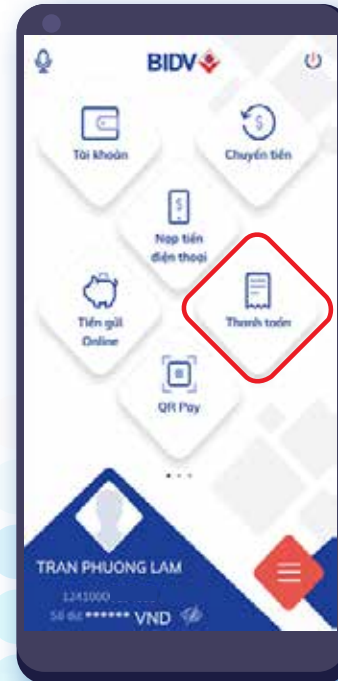 BIDV
Tài khoản
Chuyển tiền
Nạp tiền
điện thoại
Tiền gửi
Online
Thanh toán
QR Pay
TRAN PHUONG LAM
1241000
Số dư: ****** VND